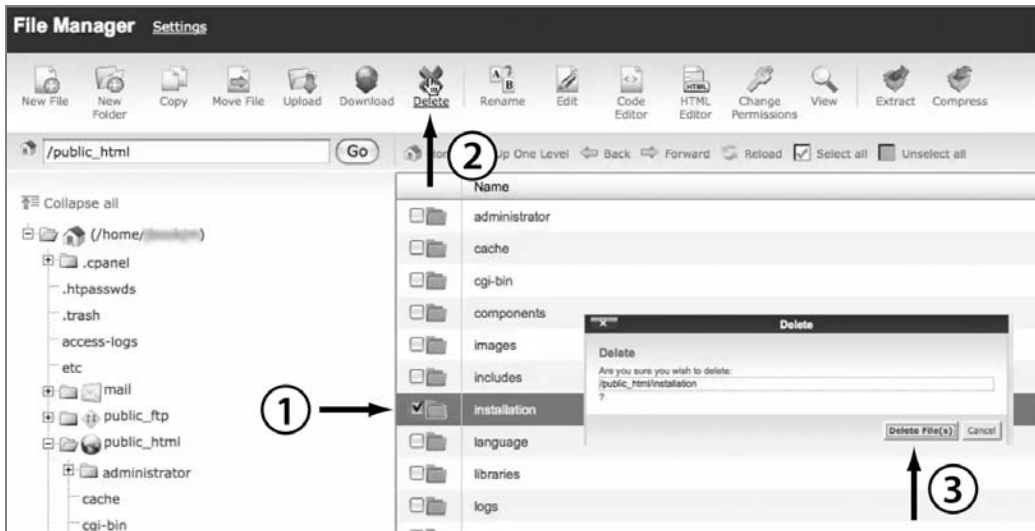 File Manager Settings
New File New Folder Copy Move File Upload Download Delete Rename Edit Code Editor HTML Editor Change Permissions View Extract Compress
/public_html Go
2
Up One Level Back Forward Reload Select all Unselect all
Name
Collapse all
(/home/ )
.cpanel
.htpasswds
.trash
access-logs
etc
mail
public_ftp
public_html
administrator
cache
cgi-bin
administrator
cache
cgi-bin
components
images
includes
1
installation
language
libraries
logs
Delete
Delete
Are you sure you wish to delete:
/public_html/installation
?
Delete File(s) Cancel
3